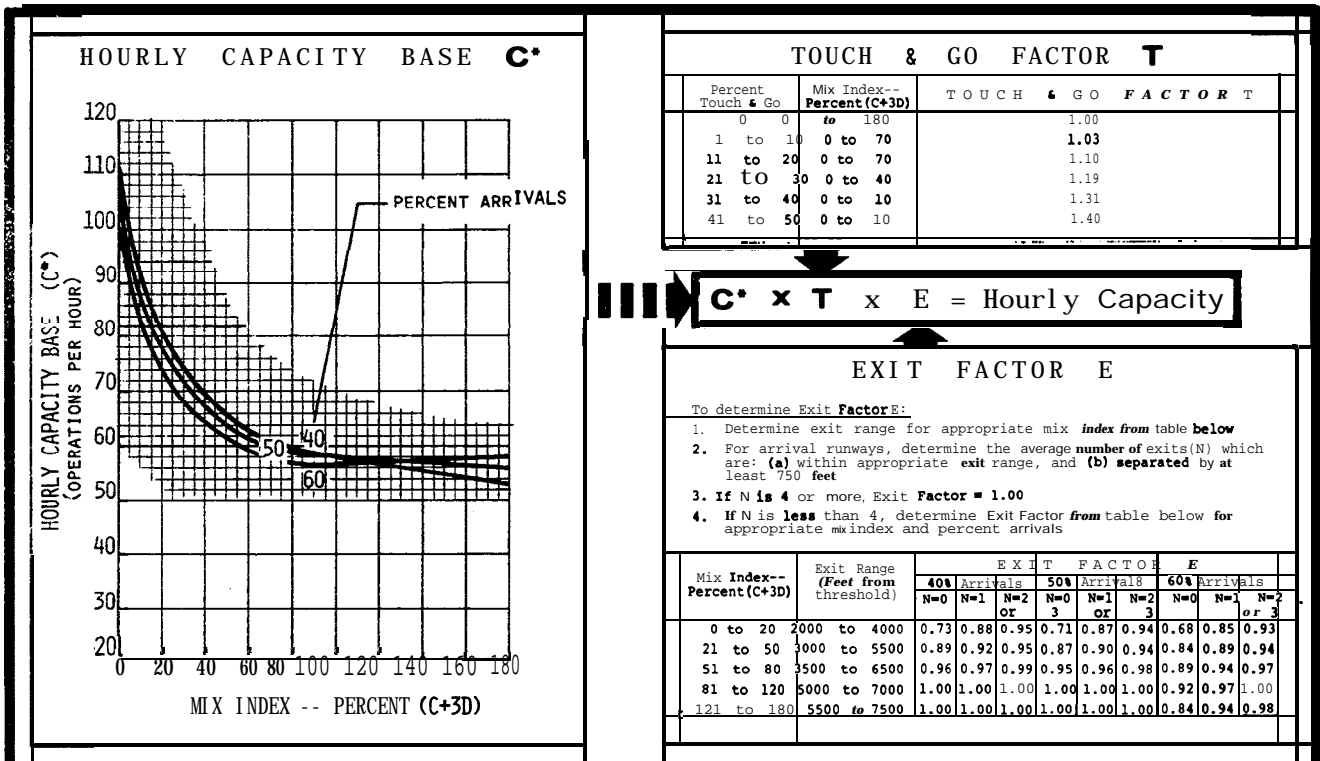 HOURLY CAPACITY BASE C*
120
110
100
90
80
70
60
50
40
30
20
HOURLY CAPACITY BASE (C*)
(OPERATIONS PER HOUR)
PERCENT ARRIVALS
50
40
60
0 20 40 60 80 100 120 140 160 180
MIX INDEX -- PERCENT (C+3D)
TOUCH & GO FACTOR T
Percent Touch & Go Mix Index-- Percent(C+3D) TOUCH & GO FACTOR T
0 0 to 180 1.00
1 to 10 0 to 70 1.03
11 to 20 0 to 70 1.10
21 to 30 0 to 40 1.19
31 to 40 0 to 10 1.31
41 to 50 0 to 10 1.40
C* x T x E = Hourly Capacity
EXIT FACTOR E
To determine Exit Factor E:
1. Determine exit range for appropriate mix index from table below
2. For arrival runways, determine the average number of exits(N) which
are: (a) within appropriate exit range, and (b) separated by at
least 750 feet
3. If N is 4 or more, Exit Factor = 1.00
4. If N is less than 4, determine Exit Factor from table below for
appropriate mix index and percent arrivals
Mix Index-- Percent(C+3D)
Exit Range (Feet from threshold)
EXIT FACTOR E
40% Arrivals 50% Arrival8 60% Arrivals
N=0 N=1 N=2 N=0 N=1 N=2 N=0 N=1 N=2
or 3 or 3 or 3
0 to 20 2000 to 4000 0.73 0.88 0.95 0.71 0.87 0.94 0.68 0.85 0.93
21 to 50 3000 to 5500 0.89 0.92 0.95 0.87 0.90 0.94 0.84 0.89 0.94
51 to 80 3500 to 6500 0.96 0.97 0.99 0.95 0.96 0.98 0.89 0.94 0.97
81 to 120 5000 to 7000 1.00 1.00 1.00 1.00 1.00 1.00 0.92 0.97 1.00
121 to 180 5500 to 7500 1.00 1.00 1.00 1.00 1.00 1.00 0.84 0.94 0.98